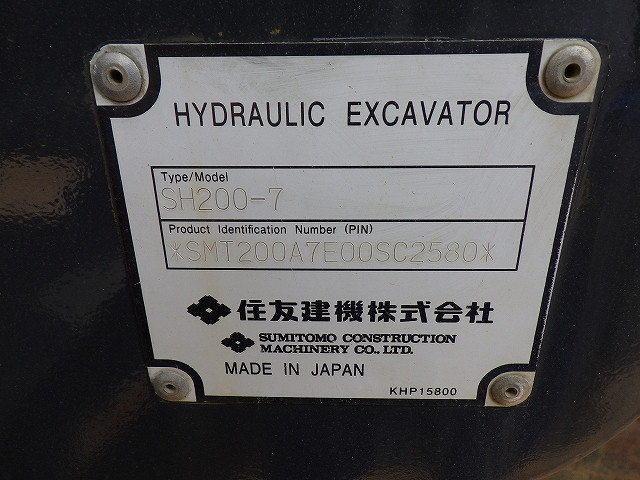 HYDRAULIC EXCAVATOR
Type/Model
SH200-7
Product Identification Number (PIN)
*SMT200A7E00SC2580*
住友建機株式会社
SUMITOMO CONSTRUCTION
MACHINERY CO., LTD.
MADE IN JAPAN
KHP15800